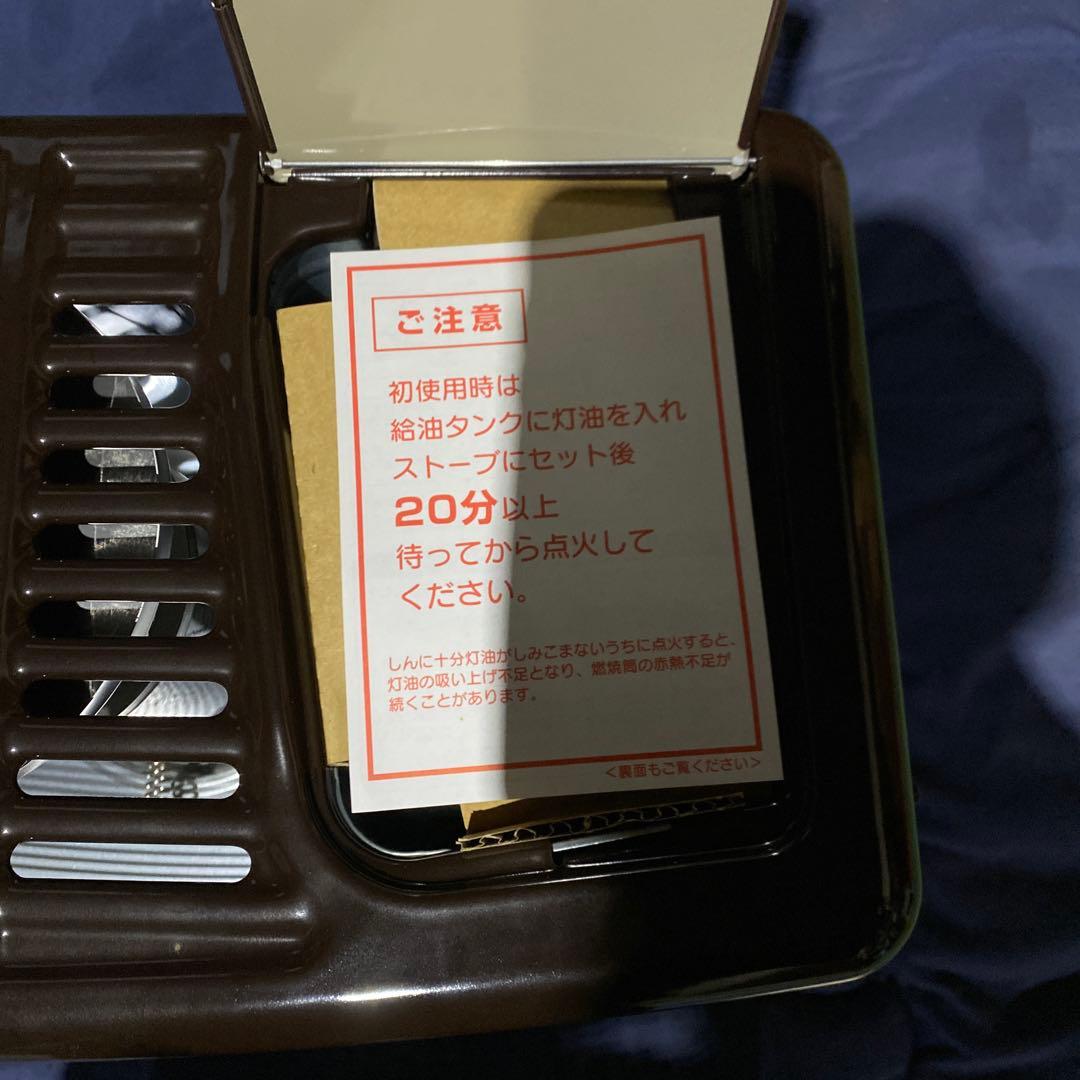 ご注意
初使用時は
給油タンクに灯油を入れ
ストーブにセット後
20分以上
待ってから点火して
ください。
しんに十分灯油がしみこまないうちに点火すると、
灯油の吸い上げ不足となり、燃焼筒の赤熱不足が
続くことがあります。
＜裏面もご覧ください＞